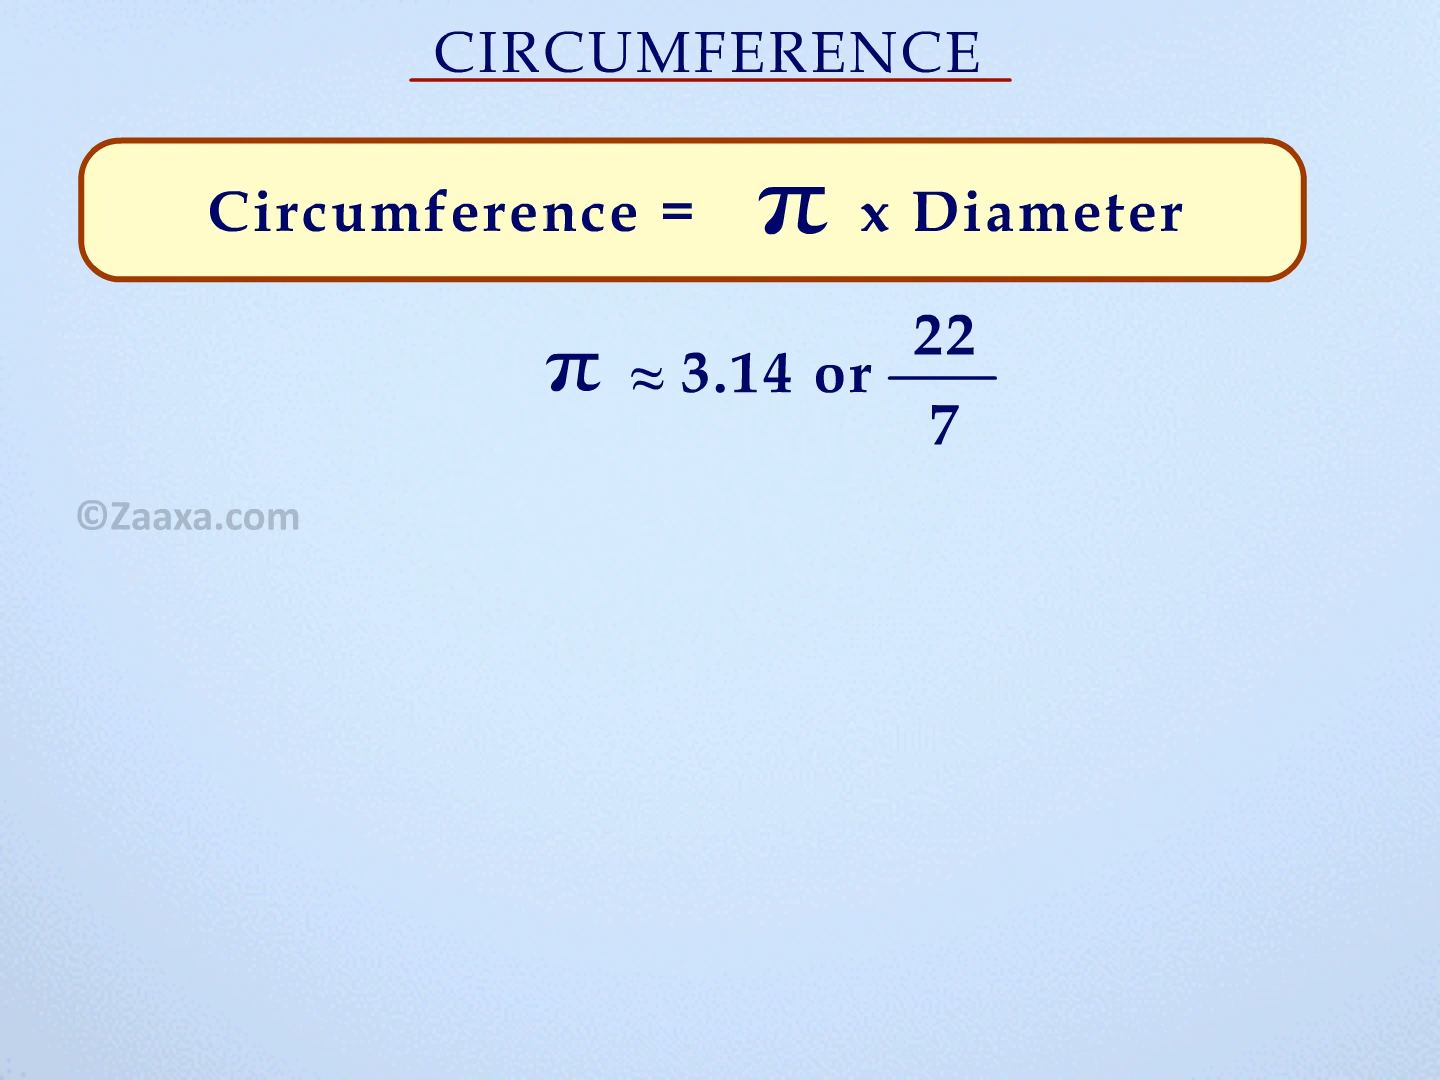 CIRCUMFERENCE
Circumference = π x Diameter
π ≈ 3.14 or 22/7
©Zaaxa.com